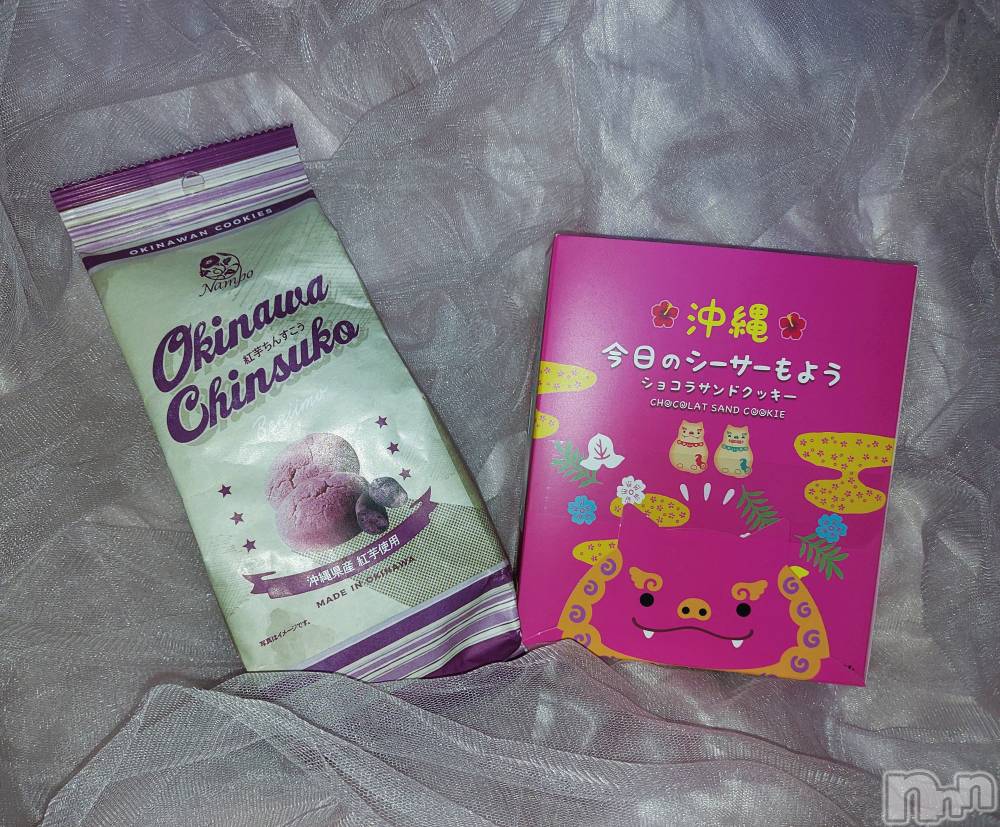 OKINAWAN COOKIES
Nampo
Okinawa
紅芋ちんすこう
Chinsuko
Beniimo
沖縄県産 紅芋使用
MADE IN OKINAWA
写真はイメージです。
沖縄
今日のシーサーもよう
ショコラサンドクッキー
CHOCOLAT SAND COOKIE
nnn